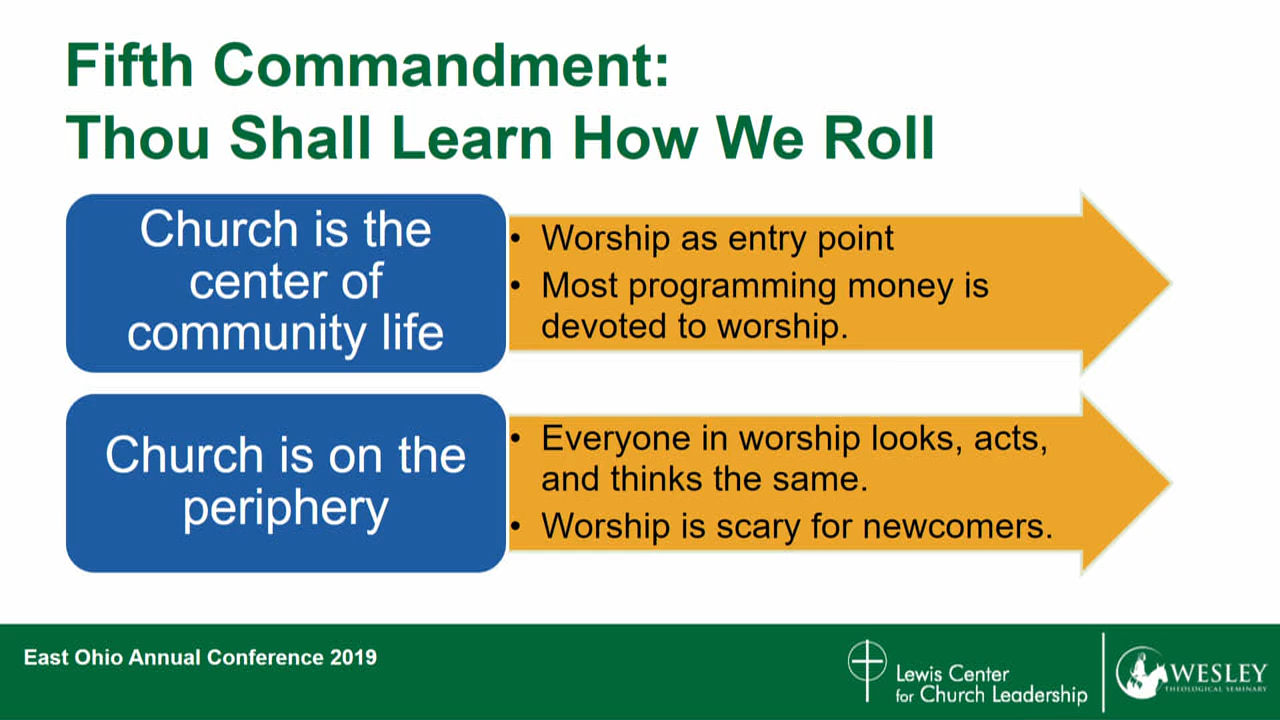 Fifth Commandment:
Thou Shall Learn How We Roll
Church is the
center of
community life
• Worship as entry point
• Most programming money is
devoted to worship.
Church is on the
periphery
• Everyone in worship looks, acts,
and thinks the same.
• Worship is scary for newcomers.
East Ohio Annual Conference 2019
Lewis Center
for Church Leadership
WESLEY
THEOLOGICAL SEMINARY